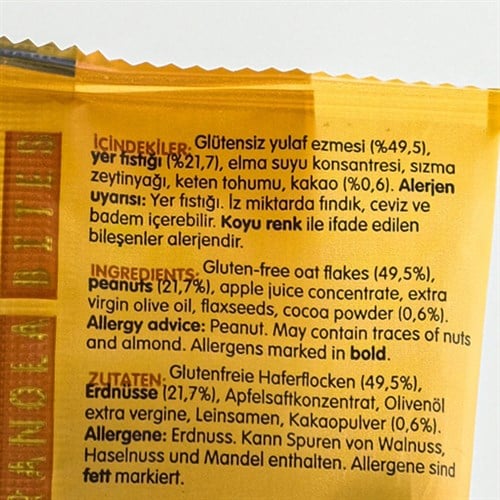 İÇİNDEKİLER: Glütensiz yulaf ezmesi (%49,5),
yer fıstığı (%21,7), elma suyu konsantresi, sızma
zeytinyağı, keten tohumu, kakao (%0,6). Alerjen
uyarısı: Yer fıstığı. İz miktarda fındık, ceviz ve
badem içerebilir. Koyu renk ile ifade edilen
bileşenler alerjendir.
INGREDIENTS: Gluten-free oat flakes (49,5%),
peanuts (21,7%), apple juice concentrate, extra
virgin olive oil, flaxseeds, cocoa powder (0,6%).
Allergy advice: Peanut. May contain traces of nuts
and almond. Allergens marked in bold.
ZUTATEN: Glutenfreie Haferflocken (49,5%),
Erdnüsse (21,7%), Apfelsaftkonzentrat, Olivenöl
extra vergine, Leinsamen, Kakaopulver (0,6%).
Allergene: Erdnuss. Kann Spuren von Walnuss,
Haselnuss und Mandel enthalten. Allergene sind
fett markiert.